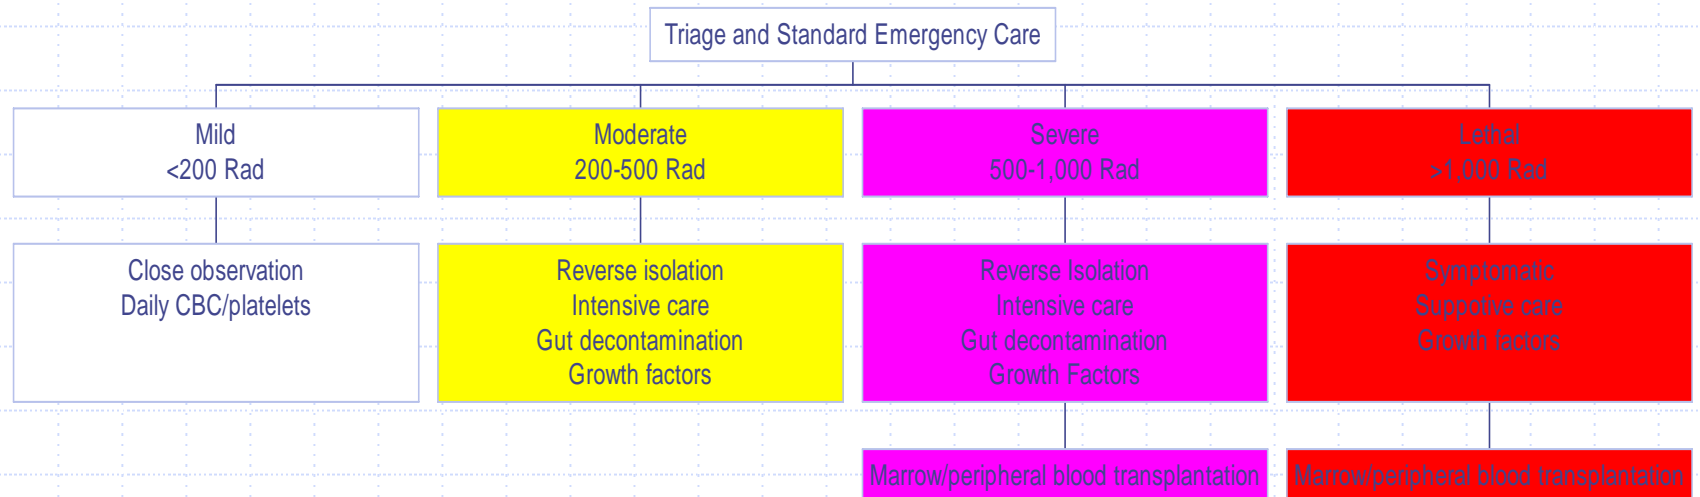 Triage and Standard Emergency Care
Mild
<200 Rad
Moderate
200-500 Rad
Severe
500-1,000 Rad
Lethal
>1,000 Rad
Close observation
Daily CBC/platelets
Reverse isolation
Intensive care
Gut decontamination
Growth factors
Reverse Isolation
Intensive care
Gut decontamination
Growth Factors
Symptomatic
Suppotive care
Growth factors
Marrow/peripheral blood transplantation
Marrow/peripheral blood transplantation